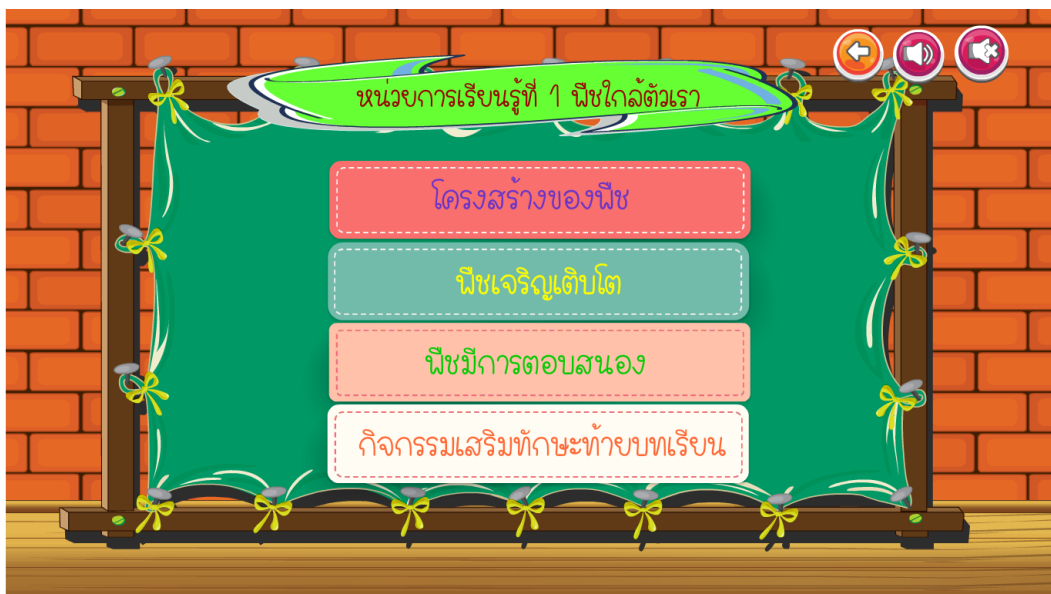 หน่วยการเรียนรู้ที่ 1 พืชใกล้ตัวเรา
โครงสร้างของพืช
พืชเจริญเติบโต
พืชมีการตอบสนอง
กิจกรรมเสริมทักษะท้ายบทเรียน